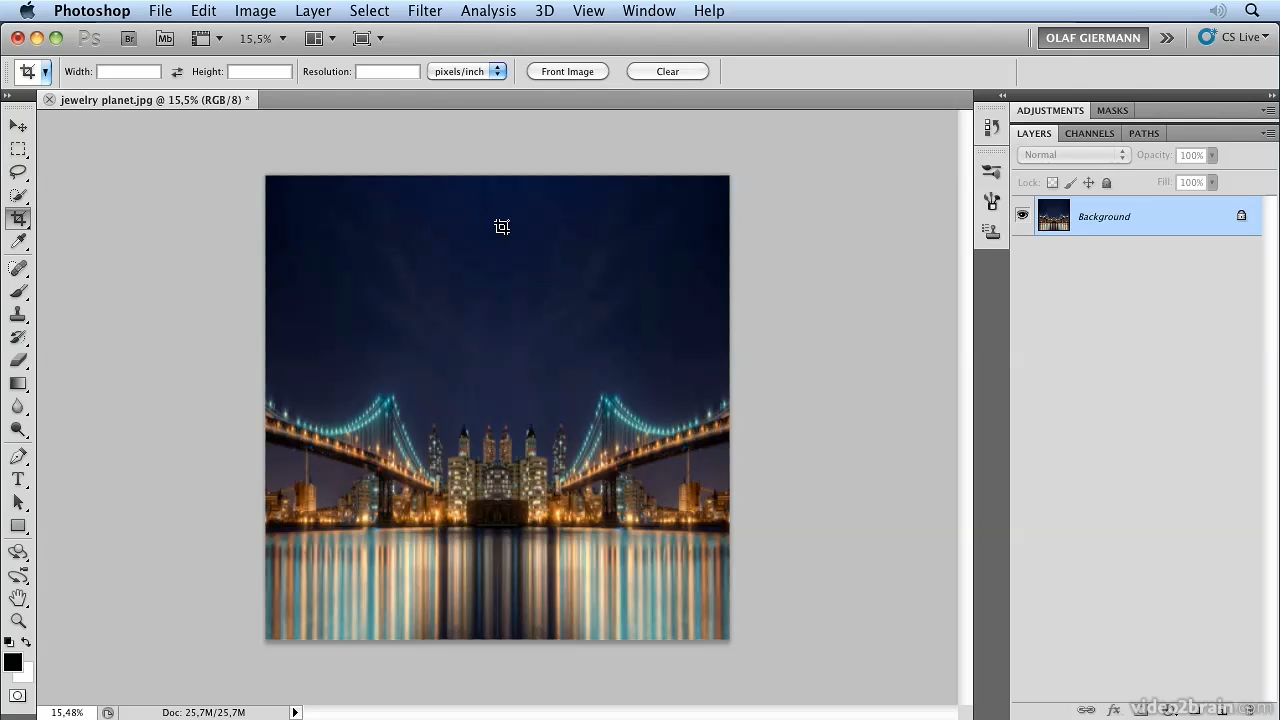 Photoshop File Edit Image Layer Select Filter Analysis 3D View Window Help
Ps Br Mb 15,5% OLAF GIERMANN CS Live
Width: Height: Resolution: pixels/inch Front Image Clear
jewelry planet.jpg @ 15,5% (RGB/8) *
ADJUSTMENTS MASKS
LAYERS CHANNELS PATHS
Normal Opacity: 100%
Lock: Fill: 100%
Background
T
15,48% Doc: 25,7M/25,7M
fx
video2brain.com